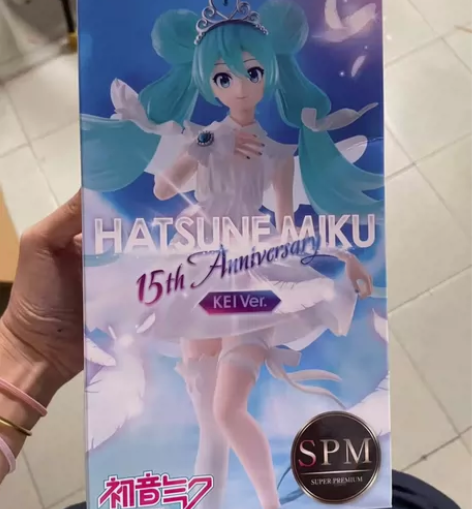 HATSUNE MIKU
15th Anniversary
KEI Ver.
SPM
SUPER PREMIUM
初音ミク